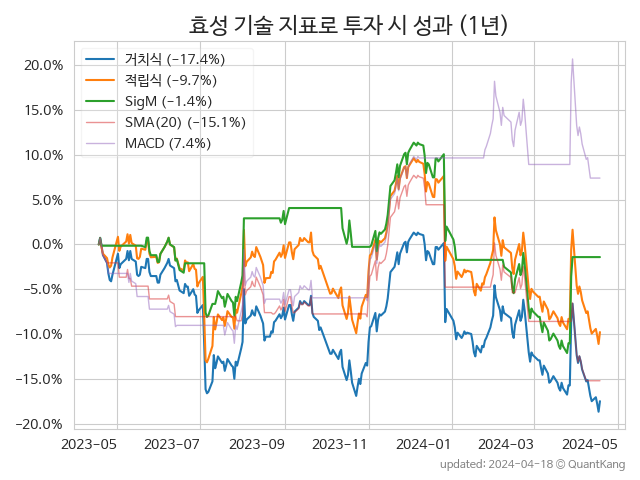 효성 기술 지표로 투자 시 성과 (1년)
거치식 (−17.4%)
적립식 (−9.7%)
SigM (−1.4%)
SMA(20) (−15.1%)
MACD (7.4%)
20.0%
15.0%
10.0%
5.0%
0.0%
−5.0%
−10.0%
−15.0%
−20.0%
2023-05 2023-07 2023-09 2023-11 2024-01 2024-03 2024-05
updated: 2024-04-18 ⓒ QuantKang